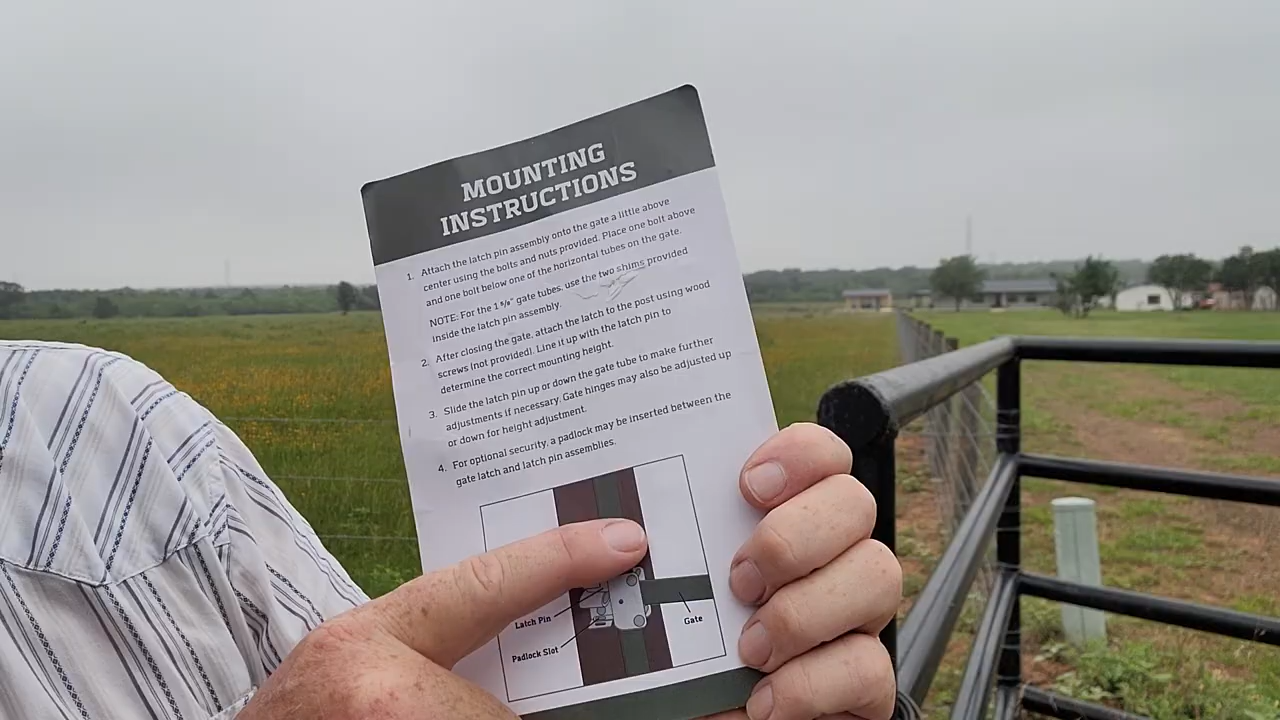 MOUNTING
INSTRUCTIONS
1. Attach the latch pin assembly onto the gate a little above
center using the bolts and nuts provided. Place one bolt above
and one bolt below one of the horizontal tubes on the gate.
NOTE: For the 1 5/8" gate tubes, use the two shims provided
inside the latch pin assembly.
2. After closing the gate, attach the latch to the post using wood
screws (not provided). Line it up with the latch pin to
determine the correct mounting height.
3. Slide the latch pin up or down the gate tube to make further
adjustments if necessary. Gate hinges may also be adjusted up
or down for height adjustment.
4. For optional security, a padlock may be inserted between the
gate latch and latch pin assemblies.
Latch Pin
Gate
Padlock Slot